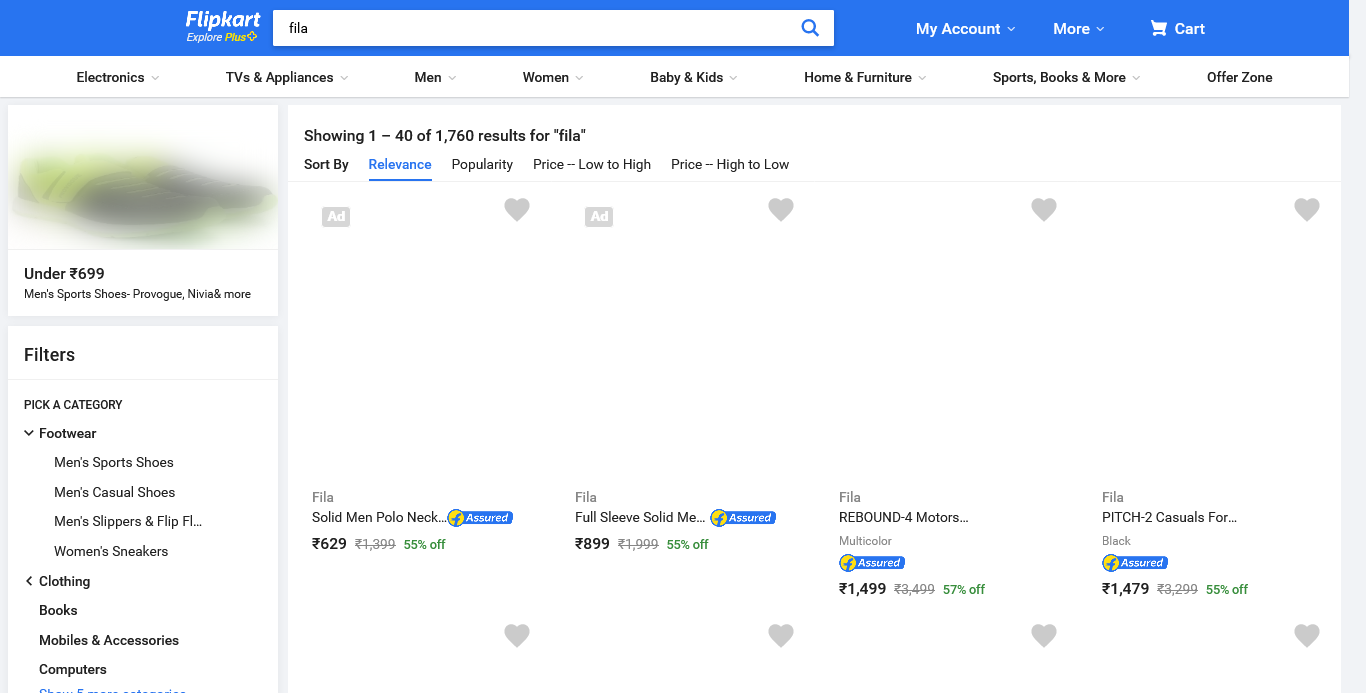 Flipkart
Explore Plus
fila
My Account
More
Cart
Electronics
TVs & Appliances
Men
Women
Baby & Kids
Home & Furniture
Sports, Books & More
Offer Zone
Under ₹699
Men's Sports Shoes- Provogue, Nivia& more
Filters
PICK A CATEGORY
Footwear
Men's Sports Shoes
Men's Casual Shoes
Men's Slippers & Flip Fl...
Women's Sneakers
Clothing
Books
Mobiles & Accessories
Computers
Show 5 more categories
Showing 1 – 40 of 1,760 results for "fila"
Sort By Relevance Popularity Price -- Low to High Price -- High to Low
Ad
Fila
Solid Men Polo Neck... Assured
₹629 ₹1,399 55% off
Ad
Fila
Full Sleeve Solid Me... Assured
₹899 ₹1,999 55% off
Fila
REBOUND-4 Motors...
Multicolor
Assured
₹1,499 ₹3,499 57% off
Fila
PITCH-2 Casuals For...
Black
Assured
₹1,479 ₹3,299 55% off